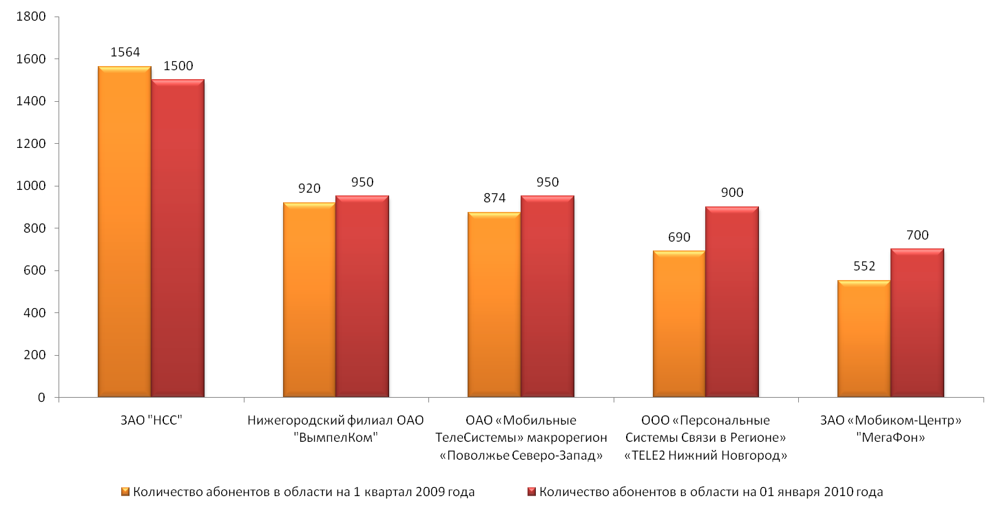 1800
1600
1400
1200
1000
800
600
400
200
0
1564
1500
920
950
874
950
690
900
552
700
ЗАО "НСС"
Нижегородский филиал ОАО
"ВымпелКом"
ОАО «Мобильные
ТелеСистемы» макрорегион
«Поволжье Северо-Запад»
ООО «Персональные
Системы Связи в Регионе»
«TELE2 Нижний Новгород»
ЗАО «Мобиком-Центр»
"МегаФон»
Количество абонентов в области на 1 квартал 2009 года
Количество абонентов в области на 01 января 2010 года